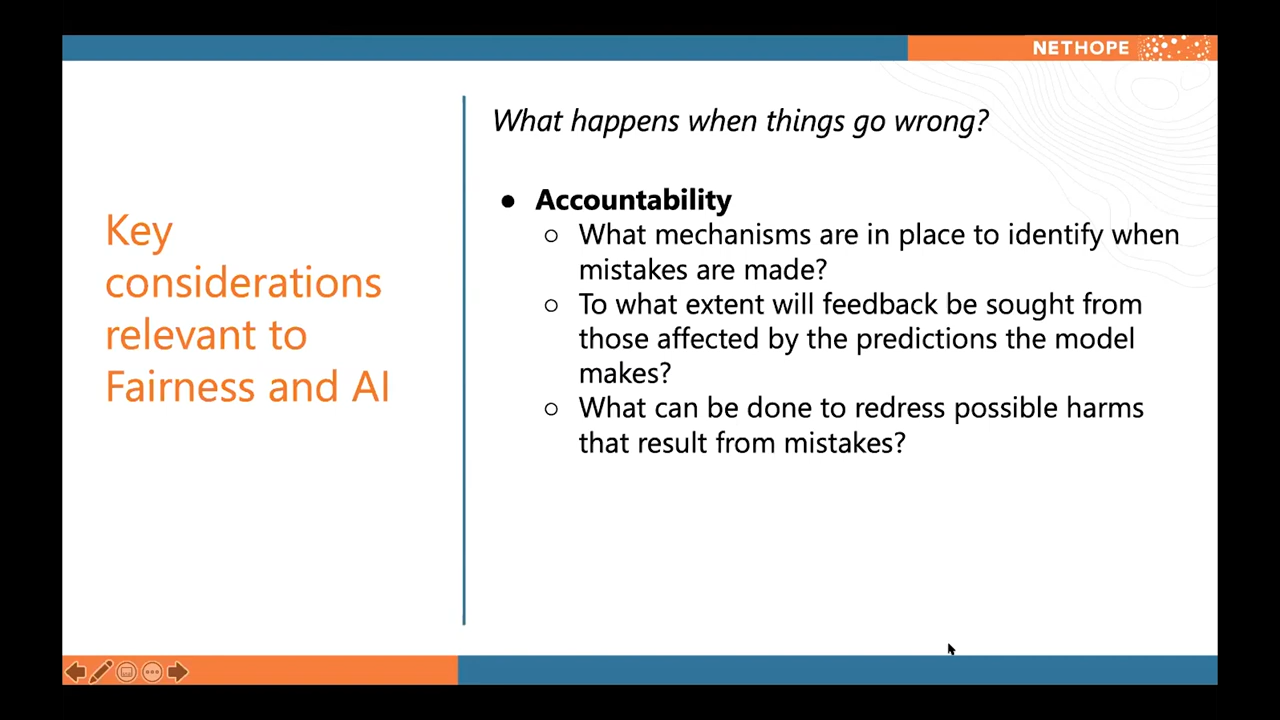 NETHOPE
What happens when things go wrong?
Key
considerations
relevant to
Fairness and AI
● Accountability
○ What mechanisms are in place to identify when
mistakes are made?
○ To what extent will feedback be sought from
those affected by the predictions the model
makes?
○ What can be done to redress possible harms
that result from mistakes?